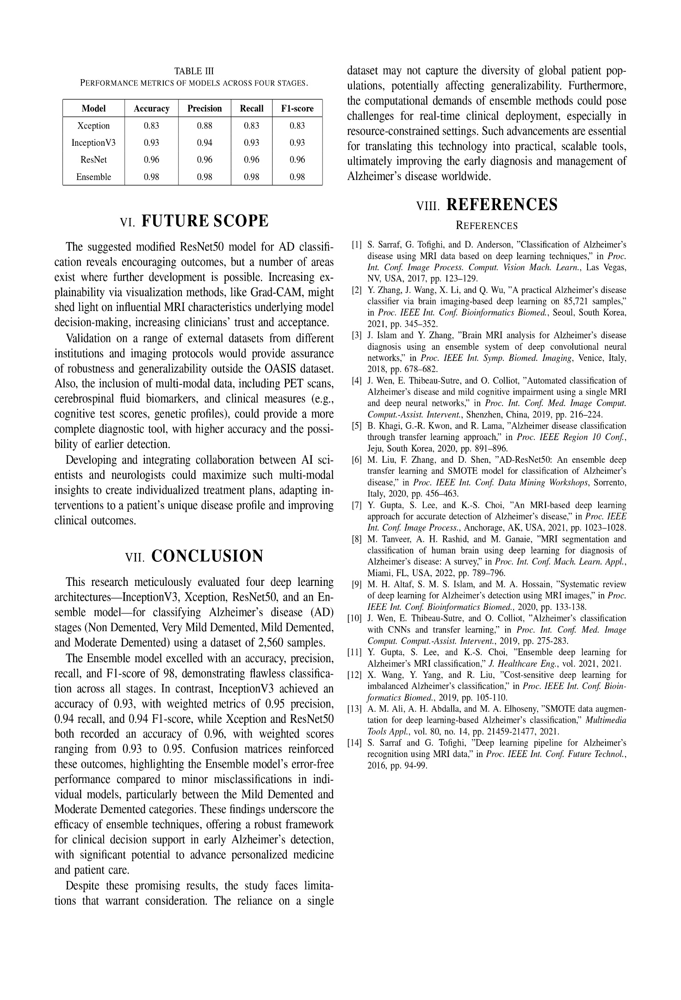 TABLE III
PERFORMANCE METRICS OF MODELS ACROSS FOUR STAGES.
Model Accuracy Precision Recall F1-score
Xception 0.83 0.88 0.83 0.83
InceptionV3 0.93 0.94 0.93 0.93
ResNet 0.96 0.96 0.96 0.96
Ensemble 0.98 0.98 0.98 0.98
VI. FUTURE SCOPE
The suggested modified ResNet50 model for AD classifi-
cation reveals encouraging outcomes, but a number of areas
exist where further development is possible. Increasing ex-
plainability via visualization methods, like Grad-CAM, might
shed light on influential MRI characteristics underlying model
decision-making, increasing clinicians’ trust and acceptance.
Validation on a range of external datasets from different
institutions and imaging protocols would provide assurance
of robustness and generalizability outside the OASIS dataset.
Also, the inclusion of multi-modal data, including PET scans,
cerebrospinal fluid biomarkers, and clinical measures (e.g.,
cognitive test scores, genetic profiles), could provide a more
complete diagnostic tool, with higher accuracy and the possi-
bility of earlier detection.
Developing and integrating collaboration between AI sci-
entists and neurologists could maximize such multi-modal
insights to create individualized treatment plans, adapting in-
terventions to a patient’s unique disease profile and improving
clinical outcomes.
VII. CONCLUSION
This research meticulously evaluated four deep learning
architectures—InceptionV3, Xception, ResNet50, and an En-
semble model—for classifying Alzheimer’s disease (AD)
stages (Non Demented, Very Mild Demented, Mild Demented,
and Moderate Demented) using a dataset of 2,560 samples.
The Ensemble model excelled with an accuracy, precision,
recall, and F1-score of 98, demonstrating flawless classifica-
tion across all stages. In contrast, InceptionV3 achieved an
accuracy of 0.93, with weighted metrics of 0.95 precision,
0.94 recall, and 0.94 F1-score, while Xception and ResNet50
both recorded an accuracy of 0.96, with weighted scores
ranging from 0.93 to 0.95. Confusion matrices reinforced
these outcomes, highlighting the Ensemble model’s error-free
performance compared to minor misclassifications in indi-
vidual models, particularly between the Mild Demented and
Moderate Demented categories. These findings underscore the
efficacy of ensemble techniques, offering a robust framework
for clinical decision support in early Alzheimer’s detection,
with significant potential to advance personalized medicine
and patient care.
Despite these promising results, the study faces limita-
tions that warrant consideration. The reliance on a single
dataset may not capture the diversity of global patient pop-
ulations, potentially affecting generalizability. Furthermore,
the computational demands of ensemble methods could pose
challenges for real-time clinical deployment, especially in
resource-constrained settings. Such advancements are essential
for translating this technology into practical, scalable tools,
ultimately improving the early diagnosis and management of
Alzheimer’s disease worldwide.
VIII. REFERENCES
REFERENCES
[1] S. Sarraf, G. Tofighi, and D. Anderson, ”Classification of Alzheimer’s
disease using MRI data based on deep learning techniques,” in Proc.
Int. Conf. Image Process. Comput. Vision Mach. Learn., Las Vegas,
NV, USA, 2017, pp. 123–129.
[2] Y. Zhang, J. Wang, X. Li, and Q. Wu, ”A practical Alzheimer’s disease
classifier via brain imaging-based deep learning on 85,721 samples,”
in Proc. IEEE Int. Conf. Bioinformatics Biomed., Seoul, South Korea,
2021, pp. 345–352.
[3] J. Islam and Y. Zhang, ”Brain MRI analysis for Alzheimer’s disease
diagnosis using an ensemble system of deep convolutional neural
networks,” in Proc. IEEE Int. Symp. Biomed. Imaging, Venice, Italy,
2018, pp. 678–682.
[4] J. Wen, E. Thibeau-Sutre, and O. Colliot, ”Automated classification of
Alzheimer’s disease and mild cognitive impairment using a single MRI
and deep neural networks,” in Proc. Int. Conf. Med. Image Comput.
Comput.-Assist. Intervent., Shenzhen, China, 2019, pp. 216–224.
[5] B. Khagi, G.-R. Kwon, and R. Lama, ”Alzheimer disease classification
through transfer learning approach,” in Proc. IEEE Region 10 Conf.,
Jeju, South Korea, 2020, pp. 891–896.
[6] M. Liu, F. Zhang, and D. Shen, ”AD-ResNet50: An ensemble deep
transfer learning and SMOTE model for classification of Alzheimer’s
disease,” in Proc. IEEE Int. Conf. Data Mining Workshops, Sorrento,
Italy, 2020, pp. 456–463.
[7] Y. Gupta, S. Lee, and K.-S. Choi, ”An MRI-based deep learning
approach for accurate detection of Alzheimer’s disease,” in Proc. IEEE
Int. Conf. Image Process., Anchorage, AK, USA, 2021, pp. 1023–1028.
[8] M. Tanveer, A. H. Rashid, and M. Ganaie, ”MRI segmentation and
classification of human brain using deep learning for diagnosis of
Alzheimer’s disease: A survey,” in Proc. Int. Conf. Mach. Learn. Appl.,
Miami, FL, USA, 2022, pp. 789–796.
[9] M. H. Altaf, S. M. S. Islam, and M. A. Hossain, ”Systematic review
of deep learning for Alzheimer’s detection using MRI images,” in Proc.
IEEE Int. Conf. Bioinformatics Biomed., 2020, pp. 133-138.
[10] J. Wen, E. Thibeau-Sutre, and O. Colliot, ”Alzheimer’s classification
with CNNs and transfer learning,” in Proc. Int. Conf. Med. Image
Comput. Comput.-Assist. Intervent., 2019, pp. 275-283.
[11] Y. Gupta, S. Lee, and K.-S. Choi, ”Ensemble deep learning for
Alzheimer’s MRI classification,” J. Healthcare Eng., vol. 2021, 2021.
[12] X. Wang, Y. Yang, and R. Liu, ”Cost-sensitive deep learning for
imbalanced Alzheimer’s classification,” in Proc. IEEE Int. Conf. Bioin-
formatics Biomed., 2019, pp. 105-110.
[13] A. M. Ali, A. H. Abdalla, and M. A. Elhoseny, ”SMOTE data augmen-
tation for deep learning-based Alzheimer’s classification,” Multimedia
Tools Appl., vol. 80, no. 14, pp. 21459-21477, 2021.
[14] S. Sarraf and G. Tofighi, ”Deep learning pipeline for Alzheimer’s
recognition using MRI data,” in Proc. IEEE Int. Conf. Future Technol.,
2016, pp. 94-99.